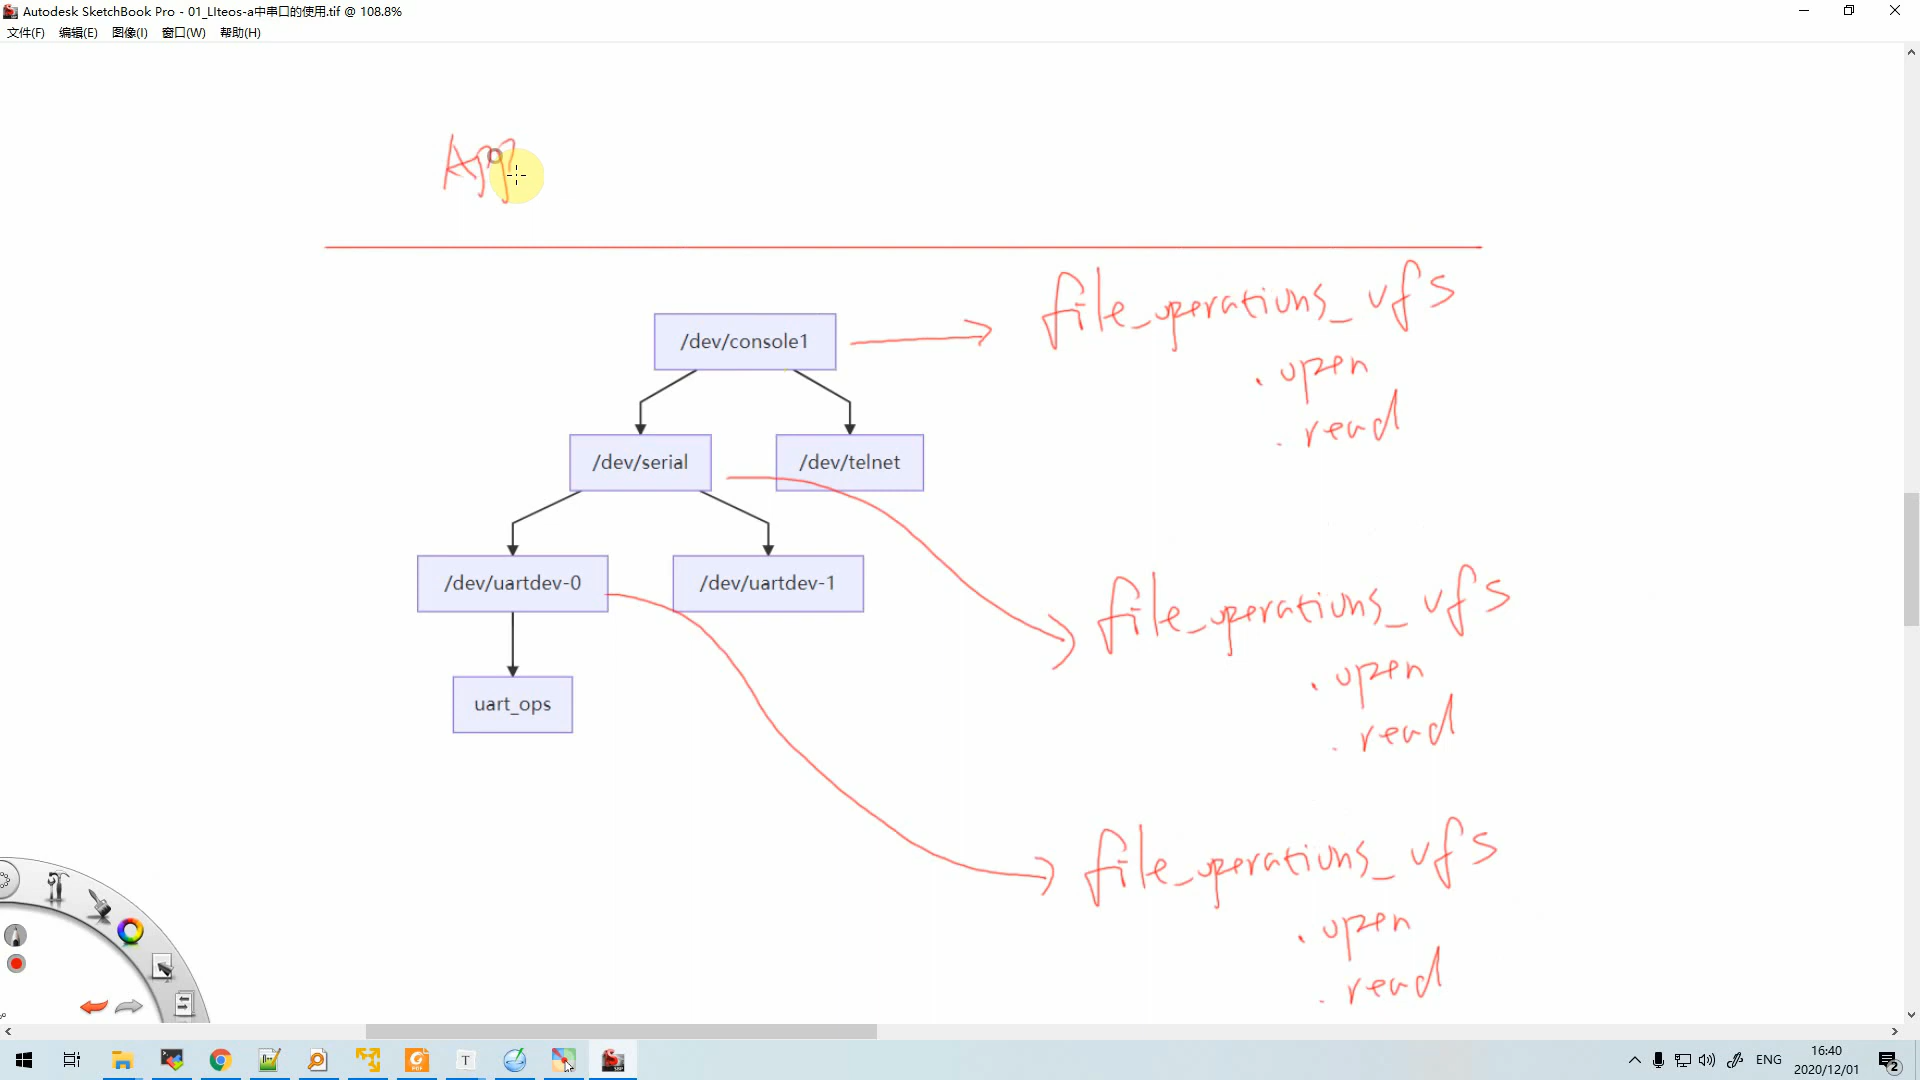 Autodesk SketchBook Pro - 01_LIteos-a中串口的使用.tif @ 108.8%
文件(F) 编辑(E) 图像(I) 窗口(W) 帮助(H)
App
file_operations_vfs
.open
.read
/dev/console1
/dev/serial
/dev/telnet
/dev/uartdev-0
/dev/uartdev-1
uart_ops
file_operations_vfs
.open
.read
file_operations_vfs
.open
.read
ENG
16:40
2020/12/01
2